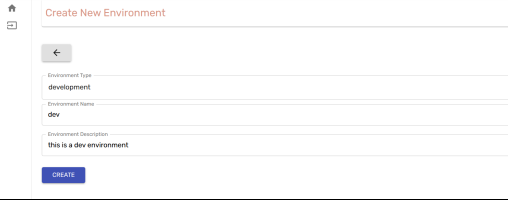 Create New Environment
Environment Type
development
Environment Name
dev
Environment Description
this is a dev environment
CREATE